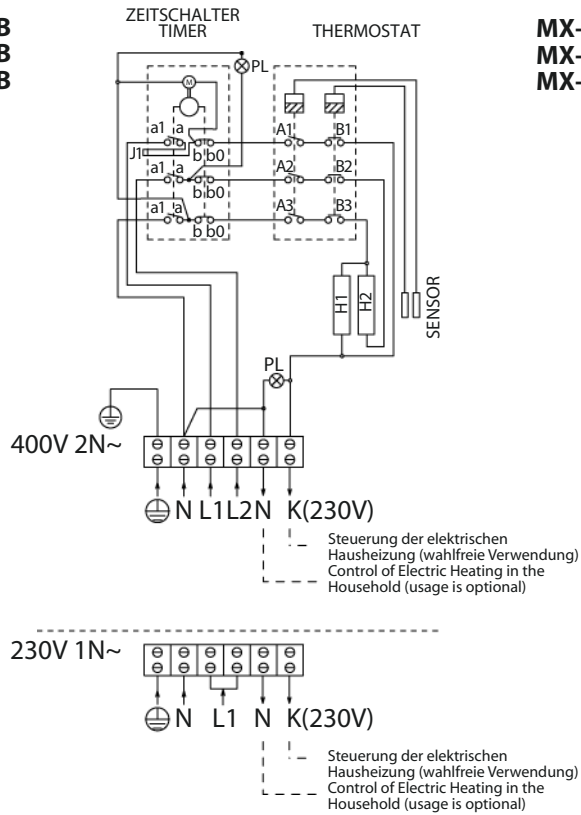 B
B
B
MX-
MX-
MX-
ZEITSCHALTER
TIMER
THERMOSTAT
PL
M
a1 a
A1
B1
J1
b b0
a1 a
A2
B2
b b0
a1 a
A3
B3
b b0
H1
H2
SENSOR
PL
400V 2N~
N L1L2N K(230V)
Steuerung der elektrischen
Hausheizung (wahlfreie Verwendung)
Control of Electric Heating in the
Household (usage is optional)
230V 1N~
N L1 N K(230V)
Steuerung der elektrischen
Hausheizung (wahlfreie Verwendung)
Control of Electric Heating in the
Household (usage is optional)